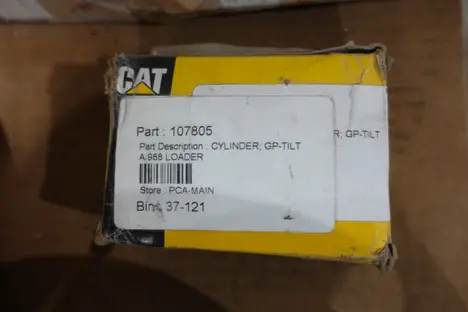 CAT
Part : 107805
Part Description : CYLINDER; GP-TILT
A 988 LOADER
Store : PCA-MAIN
Bin: 37-121
R; GP-TILT